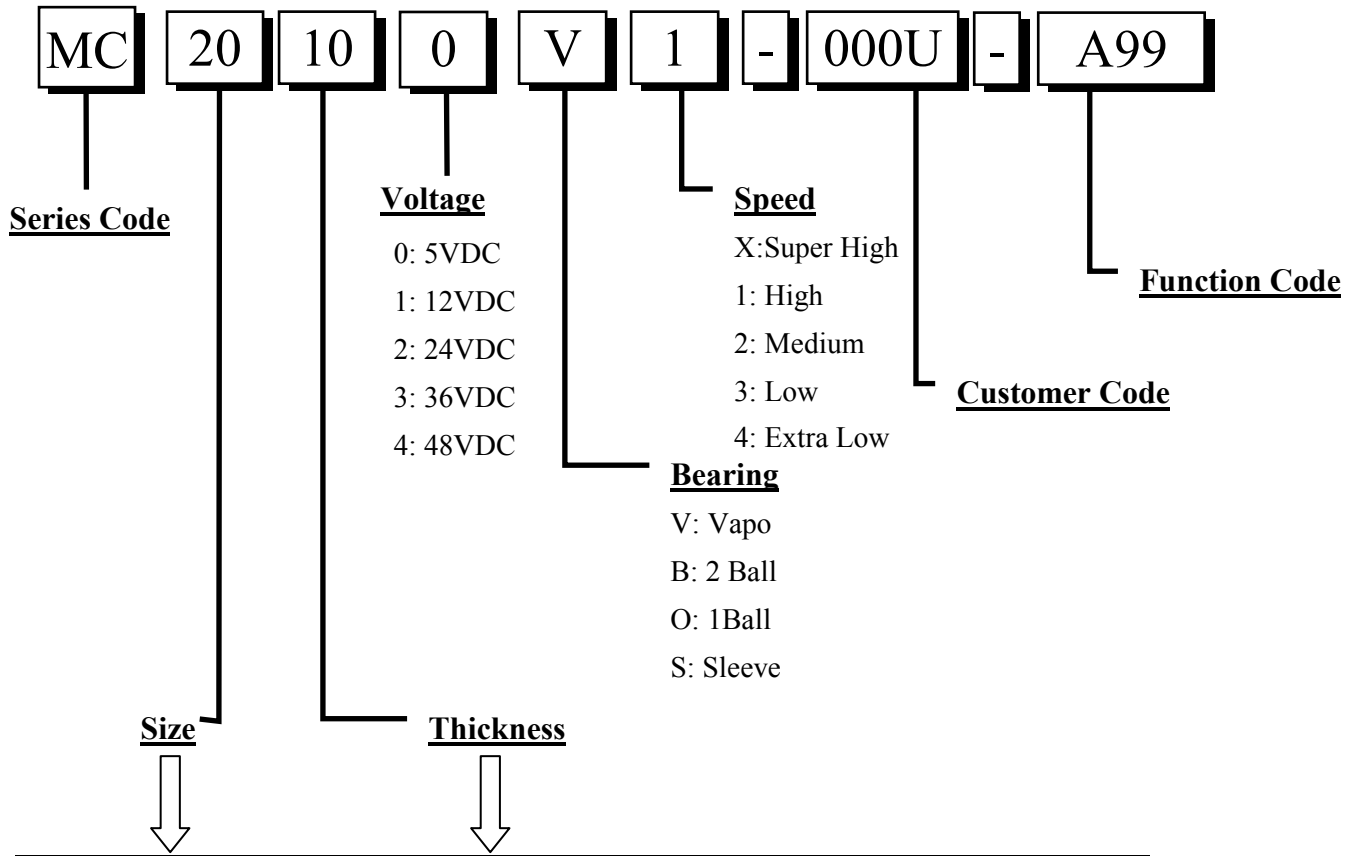 MC 20 10 0 V 1 - 000U - A99
Series Code
Voltage
0: 5VDC
1: 12VDC
2: 24VDC
3: 36VDC
4: 48VDC
Speed
X:Super High
1: High
2: Medium
3: Low
4: Extra Low
Function Code
Customer Code
Bearing
V: Vapo
B: 2 Ball
O: 1Ball
S: Sleeve
Size
Thickness